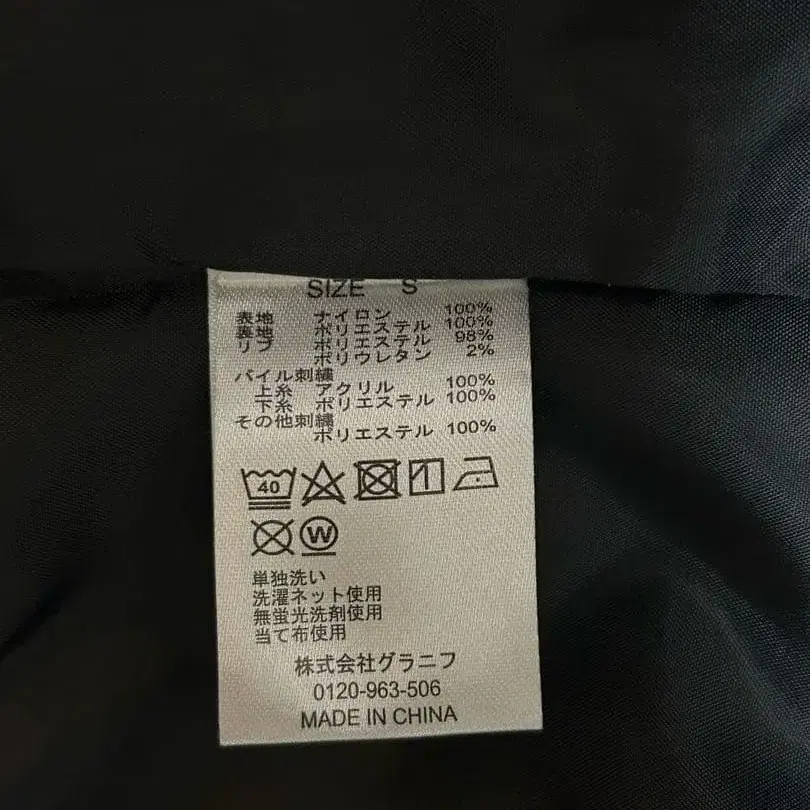 SIZE S
表地 ナイロン 100%
裏地 ポリエステル 100%
リブ ポリエステル 98%
ポリウレタン 2%
パイル刺繍
上糸 アクリル 100%
下糸 ポリエステル 100%
その他刺繍
ポリエステル 100%
40
W
単独洗い
洗濯ネット使用
無蛍光洗剤使用
当て布使用
株式会社グラニフ
0120-963-506
MADE IN CHINA